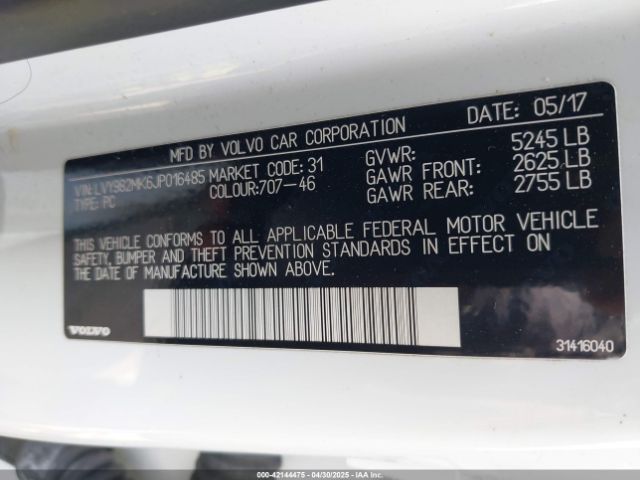 MFD BY VOLVO CAR CORPORATION DATE: 05/17
VIN:LVY982MK6JP016485 MARKET CODE: 31 GVWR: 5245 LB
TYPE: PC COLOUR:707-46 GAWR FRONT: 2625 LB
GAWR REAR: 2755 LB
THIS VEHICLE CONFORMS TO ALL APPLICABLE FEDERAL MOTOR VEHICLE
SAFETY, BUMPER AND THEFT PREVENTION STANDARDS IN EFFECT ON
THE DATE OF MANUFACTURE SHOWN ABOVE.
VOLVO 31416040
000-42144475 - 04/30/2025 - IAAI.COM